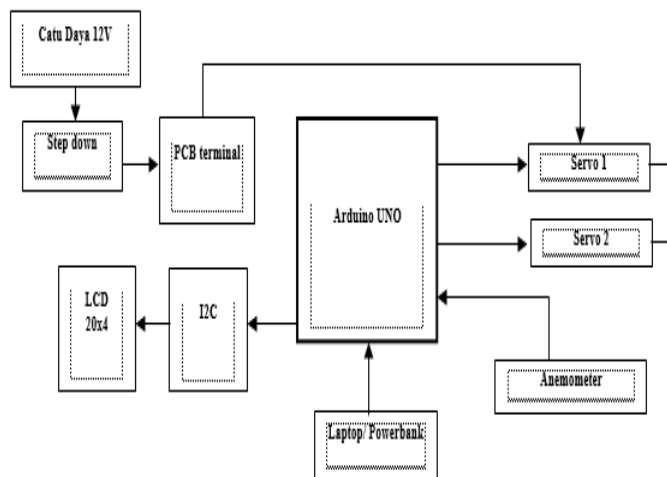 Catu Daya 12V
Step down
PCB terminal
Arduino UNO
Servo 1
Servo 2
LCD
20x4
I2C
Anemometer
Laptop/ Powerbank